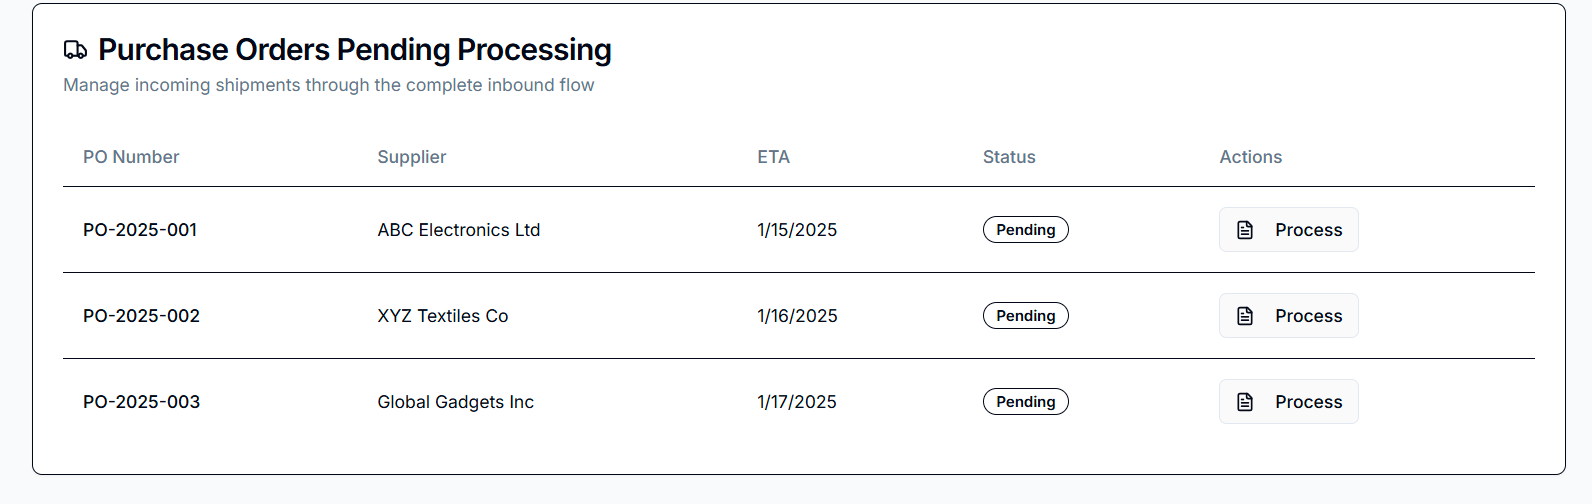 Purchase Orders Pending Processing
Manage incoming shipments through the complete inbound flow
PO Number Supplier ETA Status Actions
PO-2025-001 ABC Electronics Ltd 1/15/2025 Pending Process
PO-2025-002 XYZ Textiles Co 1/16/2025 Pending Process
PO-2025-003 Global Gadgets Inc 1/17/2025 Pending Process